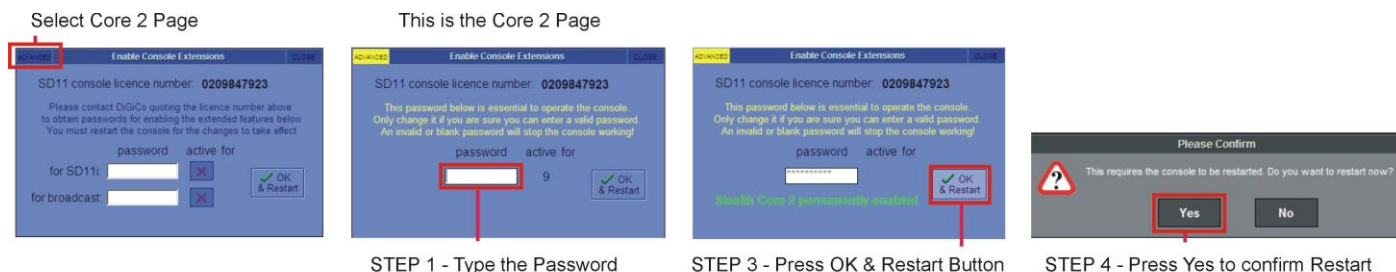 Select Core 2 Page
This is the Core 2 Page
ADVANCED Enable Console Extensions CLOSE
SD11 console licence number: 0209847923
Please contact DiGiCo quoting the licence number above
to obtain passwords for enabling the extended features below
You must restart the console for the changes to take effect
password active for
for SD11i:
for broadcast:
OK
& Restart
ADVANCED Enable Console Extensions CLOSE
SD11 console licence number: 0209847923
This password below is essential to operate the console.
Only change it if you are sure you can enter a valid password.
An invalid or blank password will stop the console working!
password active for
9
OK
& Restart
ADVANCED Enable Console Extensions CLOSE
SD11 console licence number: 0209847923
This password below is essential to operate the console.
Only change it if you are sure you can enter a valid password.
An invalid or blank password will stop the console working!
password active for
**********
OK
& Restart
Stealth Core 2 permanently enabled
Please Confirm
?
This requires the console to be restarted. Do you want to restart now?
Yes No
STEP 1 - Type the Password
STEP 3 - Press OK & Restart Button
STEP 4 - Press Yes to confirm Restart